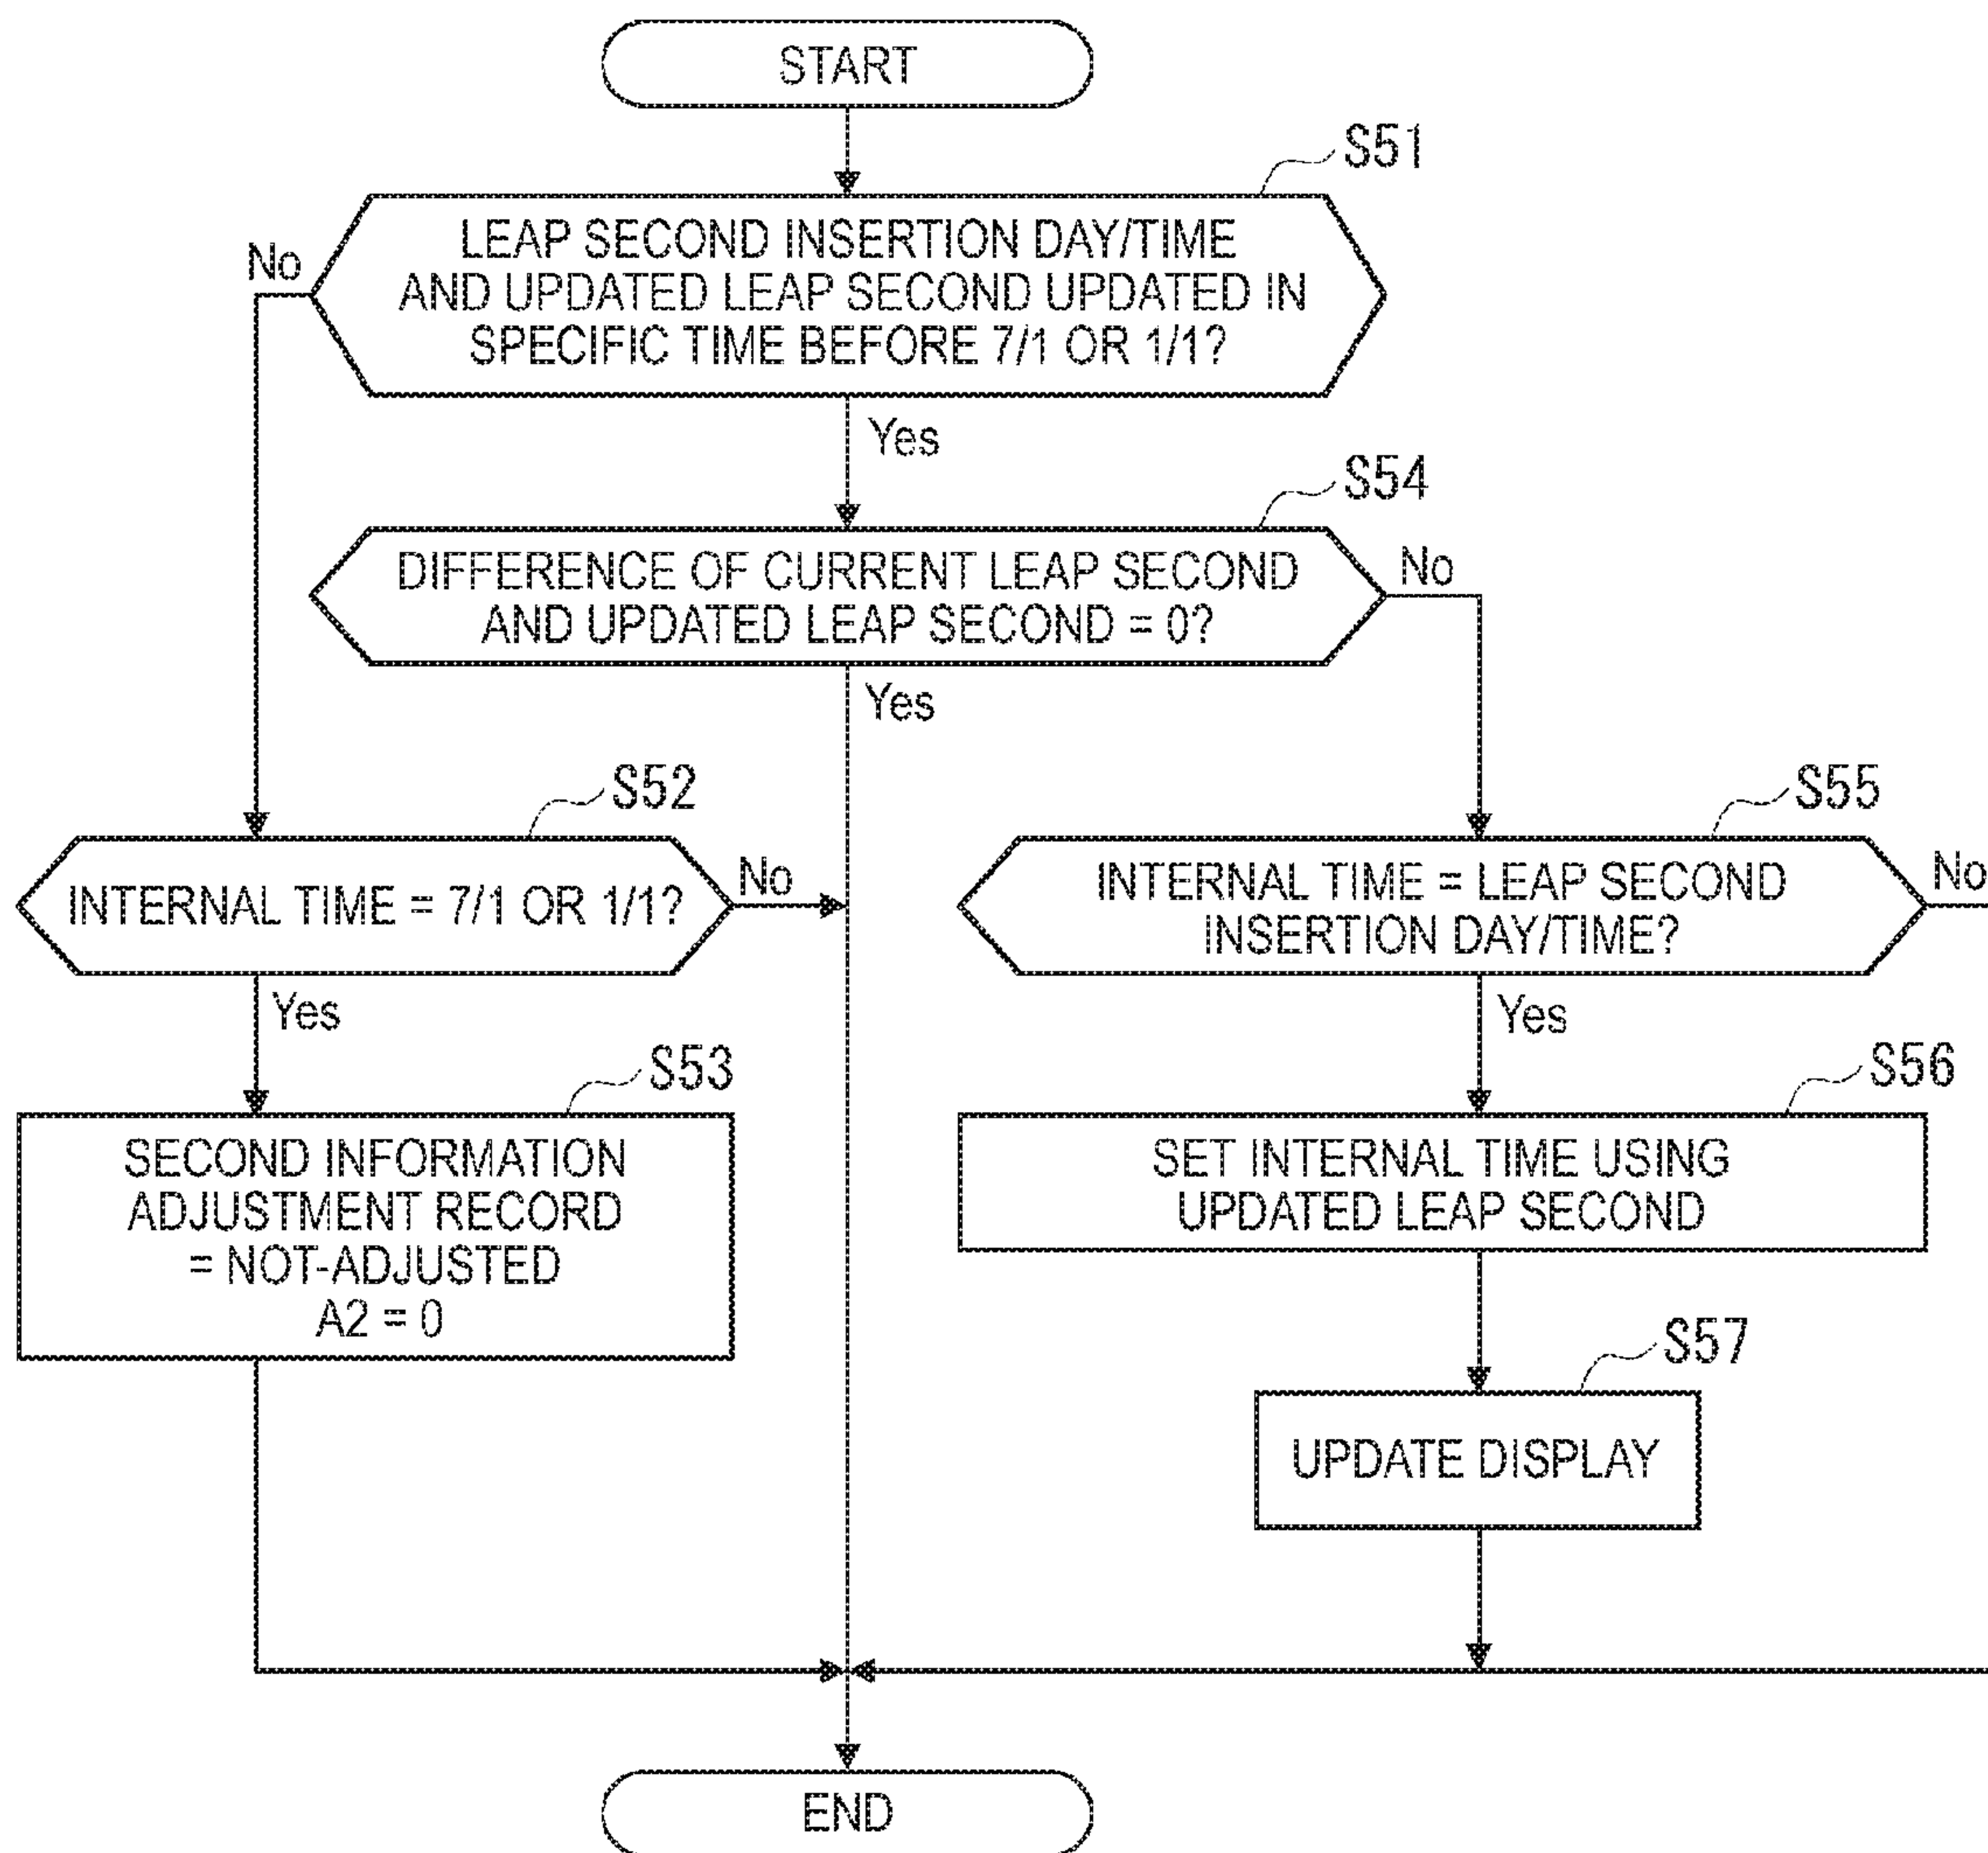 START
S51
LEAP SECOND INSERTION DAY/TIME
AND UPDATED LEAP SECOND UPDATED IN
SPECIFIC TIME BEFORE 7/1 OR 1/1?
No
Yes
S54
DIFFERENCE OF CURRENT LEAP SECOND
AND UPDATED LEAP SECOND = 0?
No
Yes
S52
INTERNAL TIME = 7/1 OR 1/1?
No
Yes
S55
INTERNAL TIME = LEAP SECOND
INSERTION DAY/TIME?
No
Yes
S53
SECOND INFORMATION
ADJUSTMENT RECORD
= NOT-ADJUSTED
A2 = 0
S56
SET INTERNAL TIME USING
UPDATED LEAP SECOND
S57
UPDATE DISPLAY
END